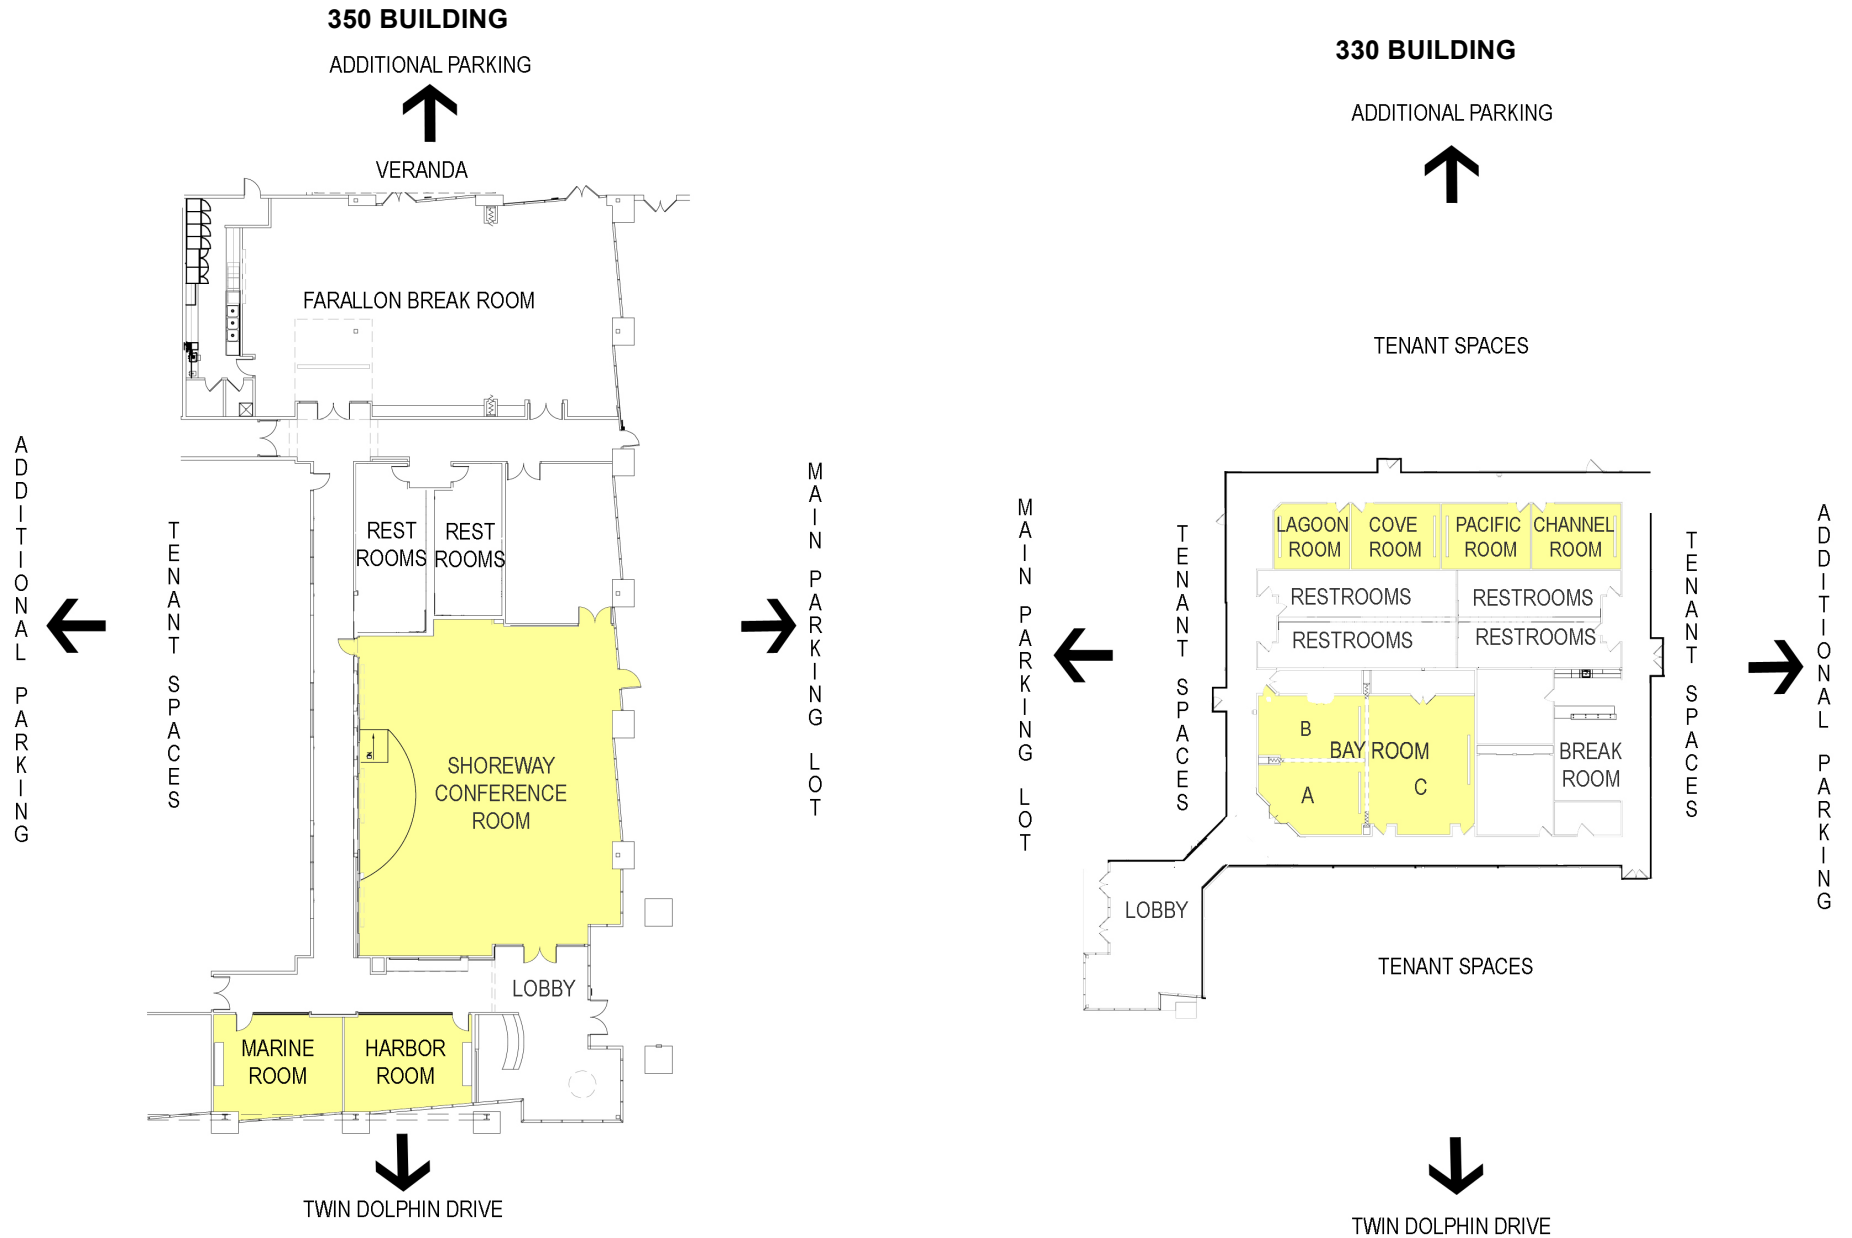 350 BUILDING
ADDITIONAL PARKING
VERANDA
FARALLON BREAK ROOM
ADDITIONAL PARKING
TENANT SPACES
REST
ROOMS
REST
ROOMS
MAIN PARKING LOT
DN
SHOREWAY
CONFERENCE
ROOM
LOBBY
MARINE
ROOM
HARBOR
ROOM
TWIN DOLPHIN DRIVE
330 BUILDING
ADDITIONAL PARKING
TENANT SPACES
MAIN PARKING LOT
TENANT SPACES
LAGOON
ROOM
COVE
ROOM
PACIFIC
ROOM
CHANNEL
ROOM
RESTROOMS
RESTROOMS
RESTROOMS
RESTROOMS
B
BAY ROOM
A
C
BREAK
ROOM
TENANT SPACES
ADDITIONAL PARKING
LOBBY
TENANT SPACES
TWIN DOLPHIN DRIVE